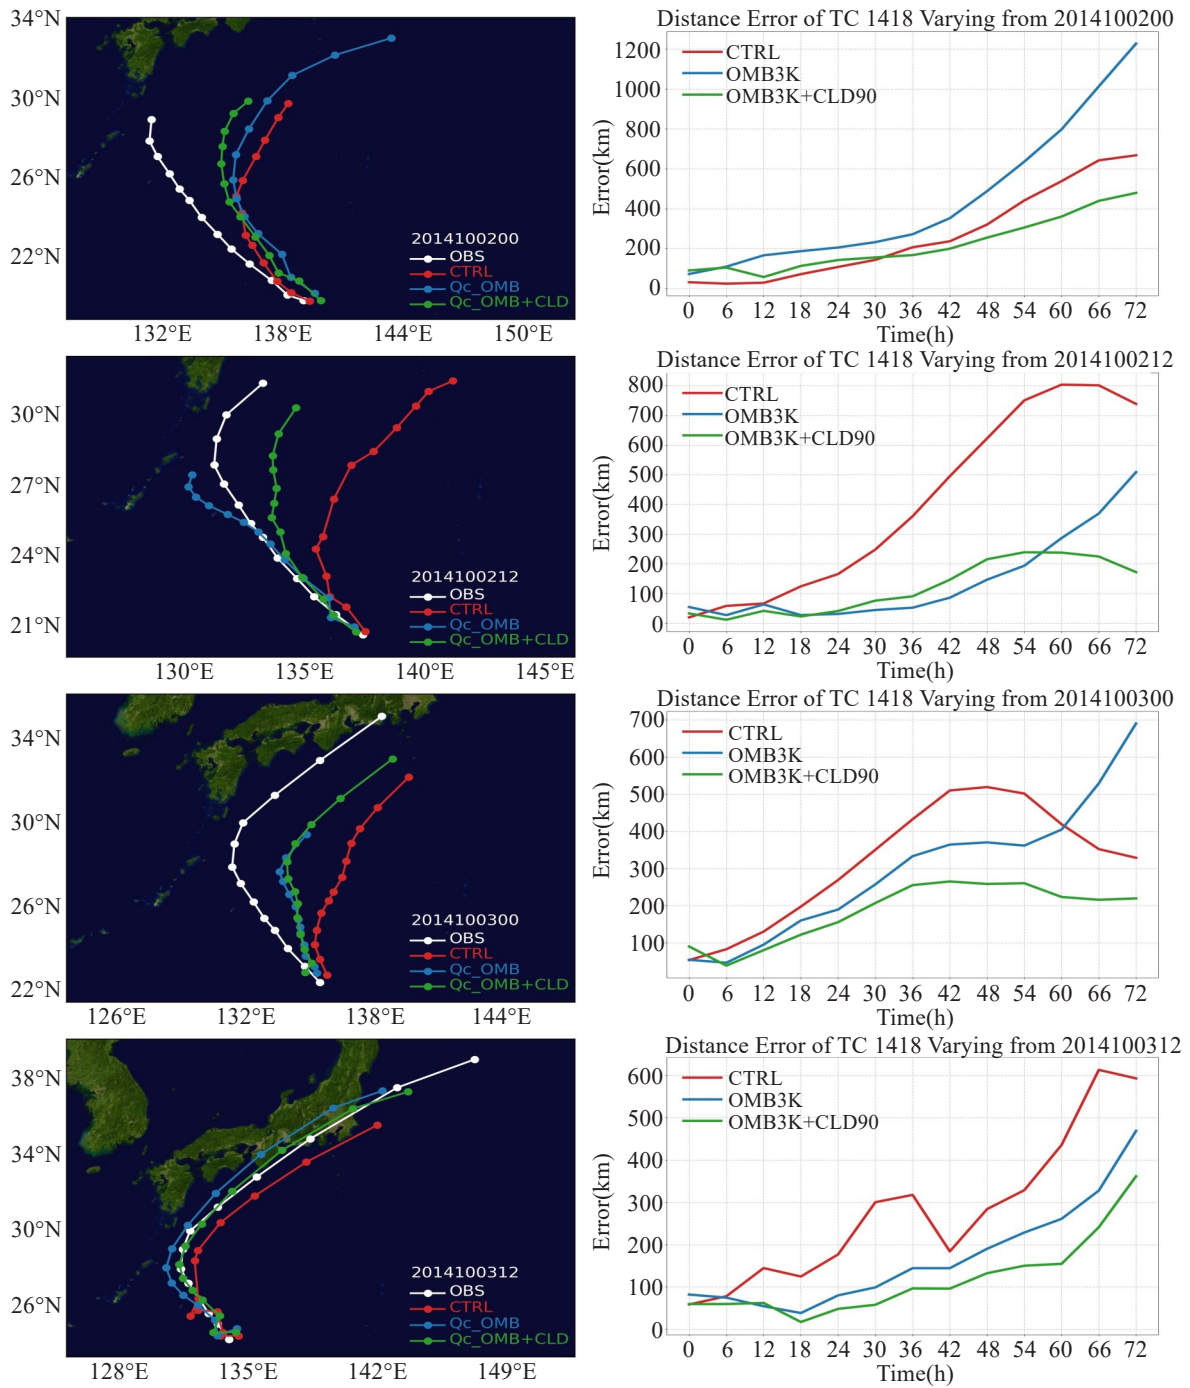 34°N
30°N
26°N
22°N
2014100200
OBS
CTRL
Qc_OMB
Qc_OMB+CLD
132°E 138°E 144°E 150°E
Distance Error of TC 1418 Varying from 2014100200
CTRL
OMB3K
OMB3K+CLD90
1200
1000
800
600
400
200
0
Error(km)
0 6 12 18 24 30 36 42 48 54 60 66 72
Time(h)
30°N
27°N
24°N
21°N
2014100212
OBS
CTRL
Qc_OMB
Qc_OMB+CLD
130°E 135°E 140°E 145°E
Distance Error of TC 1418 Varying from 2014100212
CTRL
OMB3K
OMB3K+CLD90
800
700
600
500
400
300
200
100
0
Error(km)
0 6 12 18 24 30 36 42 48 54 60 66 72
Time(h)
34°N
30°N
26°N
22°N
2014100300
OBS
CTRL
Qc_OMB
Qc_OMB+CLD
126°E 132°E 138°E 144°E
Distance Error of TC 1418 Varying from 2014100300
CTRL
OMB3K
OMB3K+CLD90
700
600
500
400
300
200
100
Error(km)
0 6 12 18 24 30 36 42 48 54 60 66 72
Time(h)
38°N
34°N
30°N
26°N
2014100312
OBS
CTRL
Qc_OMB
Qc_OMB+CLD
128°E 135°E 142°E 149°E
Distance Error of TC 1418 Varying from 2014100312
CTRL
OMB3K
OMB3K+CLD90
600
500
400
300
200
100
0
Error(km)
0 6 12 18 24 30 36 42 48 54 60 66 72
Time(h)